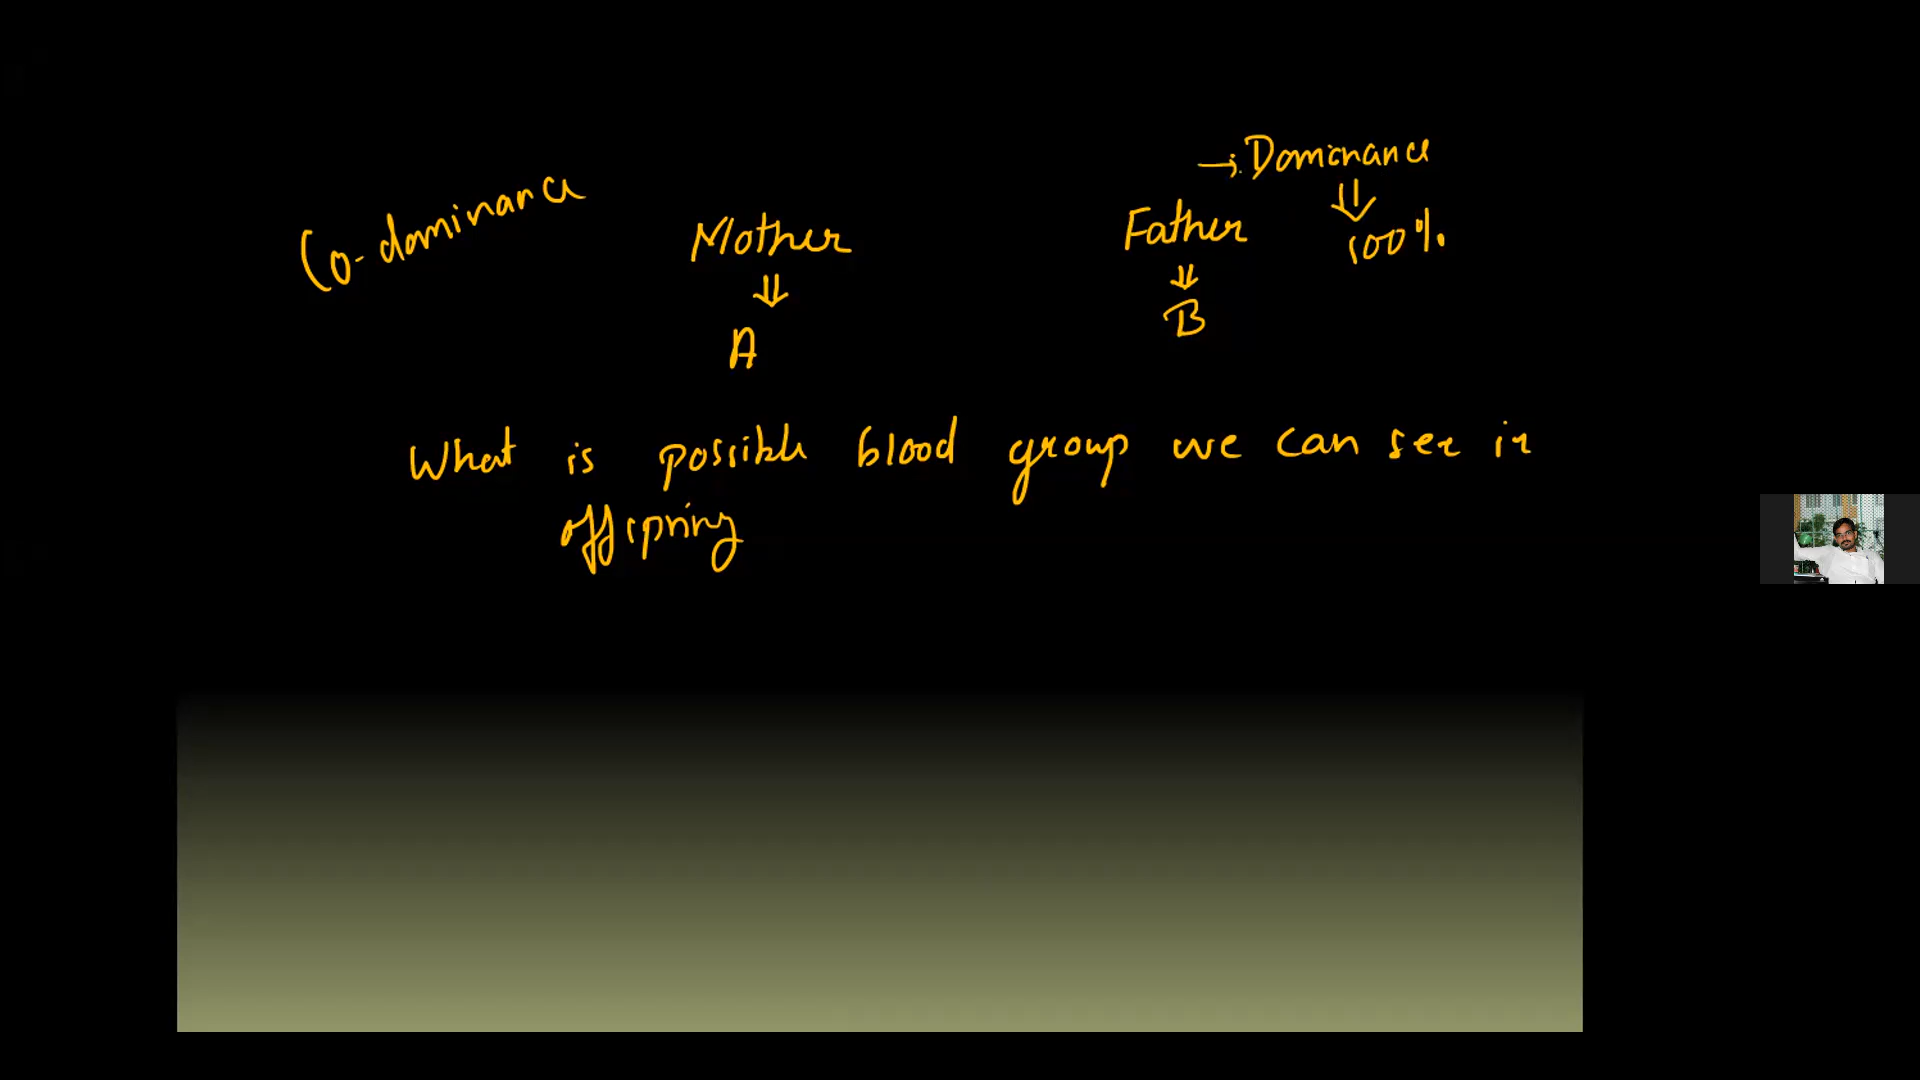 → Dominance
Co-dominance Mother Father ⇓
⇓ ⇓ 100%
A B
What is possible blood group we can see in
offspring